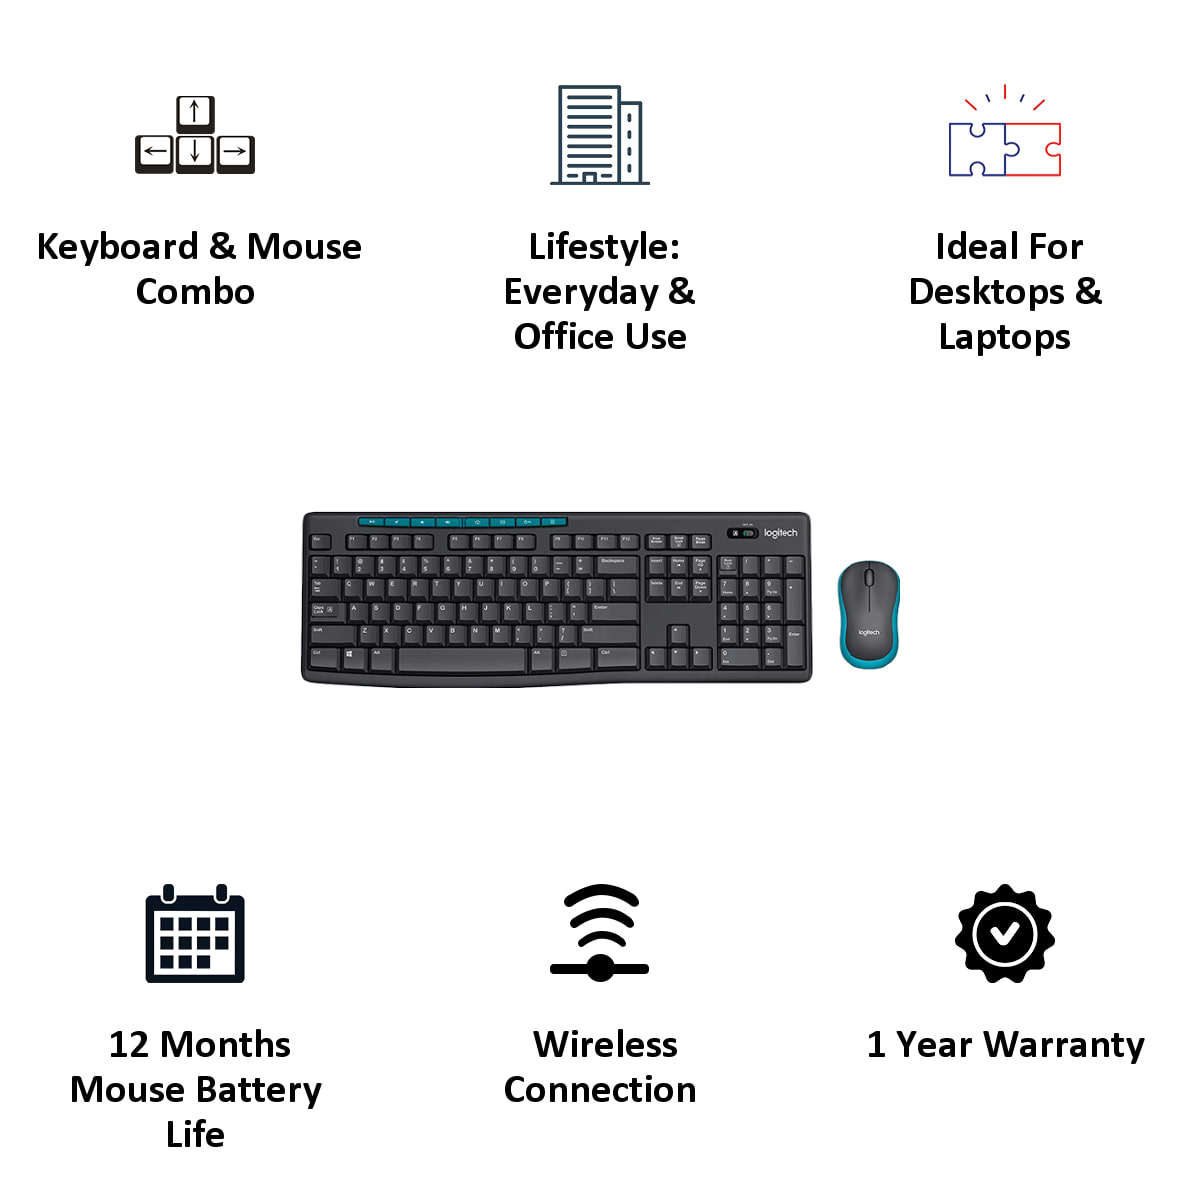 Keyboard & Mouse
Combo
Lifestyle:
Everyday &
Office Use
Ideal For
Desktops &
Laptops
logitech
logitech
12 Months
Mouse Battery
Life
Wireless
Connection
1 Year Warranty